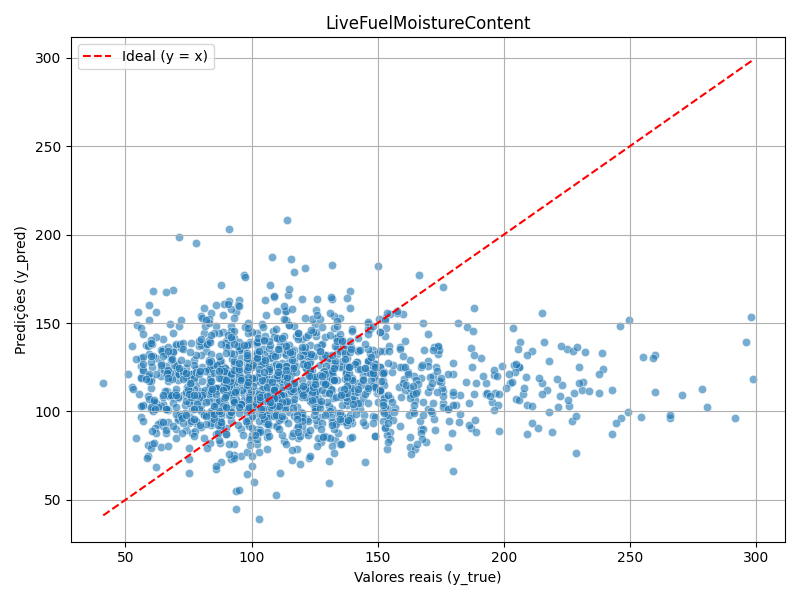 LiveFuelMoistureContent
Ideal (y = x)
Predições (y_pred)
300
250
200
150
100
50
50 100 150 200 250 300
Valores reais (y_true)